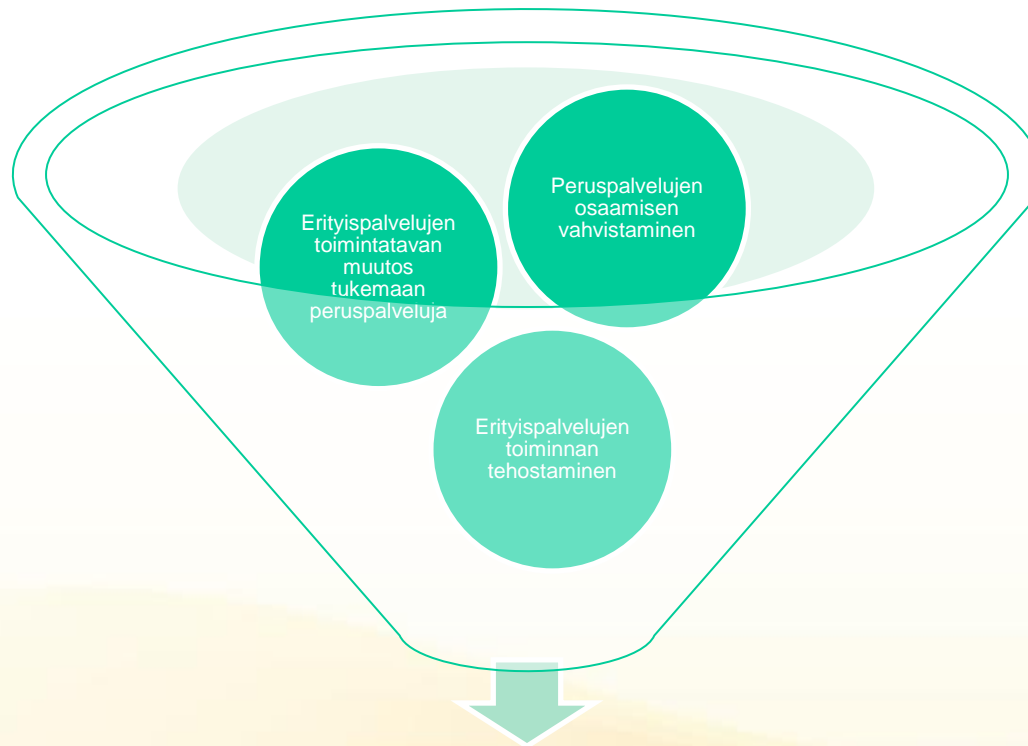 Erityispalvelujen
toimintatavan
muutos
tukemaan
peruspalveluja
Peruspalvelujen
osaamisen
vahvistaminen
Erityispalvelujen
toiminnan
tehostaminen